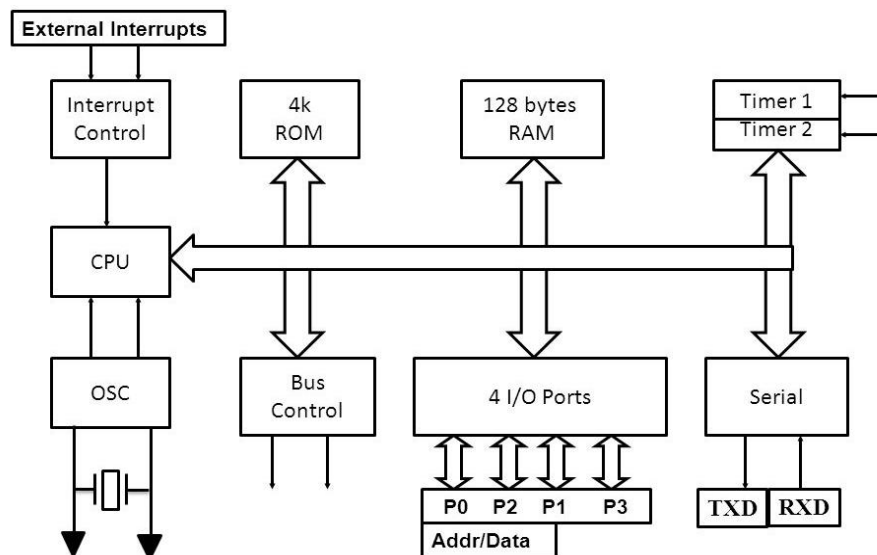 External Interrupts
Interrupt
Control
4k
ROM
128 bytes
RAM
Timer 1
Timer 2
CPU
OSC
Bus
Control
4 I/O Ports
Serial
P0 P2 P1 P3
Addr/Data
TXD RXD